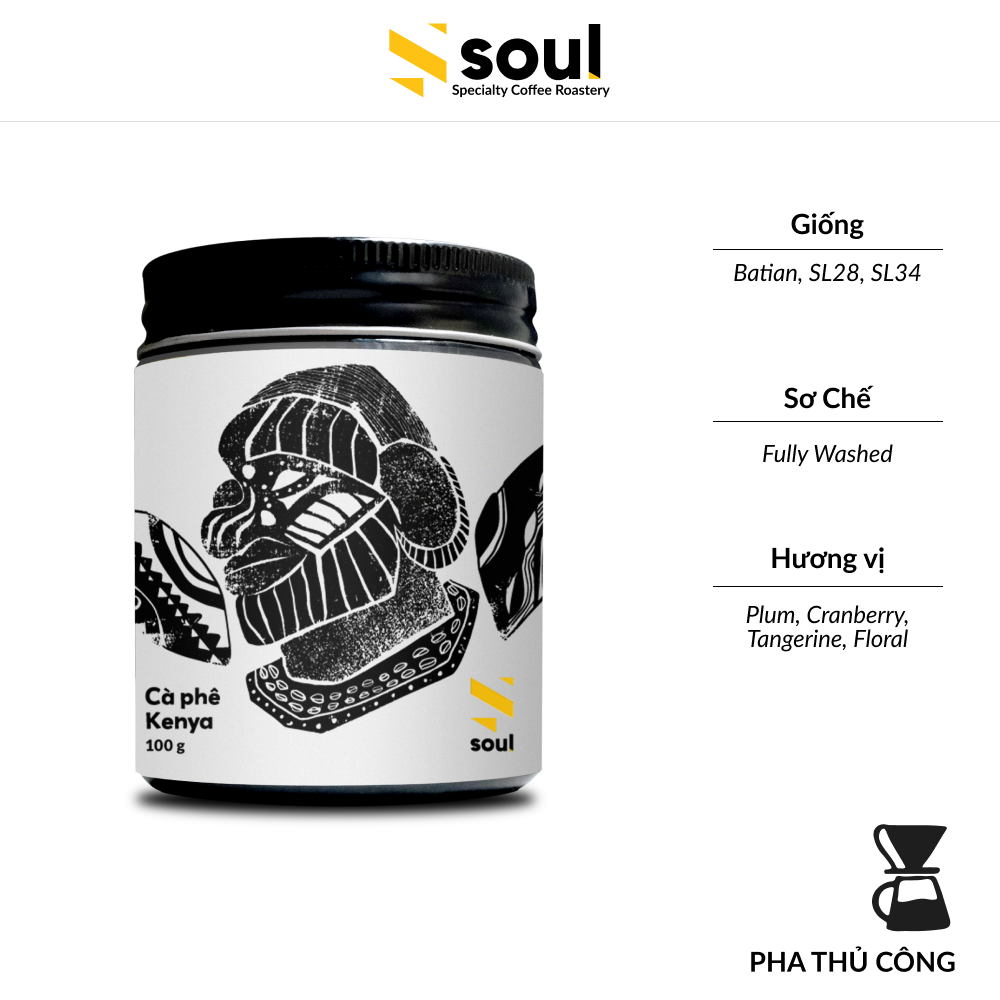 soul
Specialty Coffee Roastery
Giống
Batian, SL28, SL34
Sơ Chế
Fully Washed
Hương vị
Plum, Cranberry,
Tangerine, Floral
Cà phê
Kenya
100 g
soul
PHA THỦ CÔNG